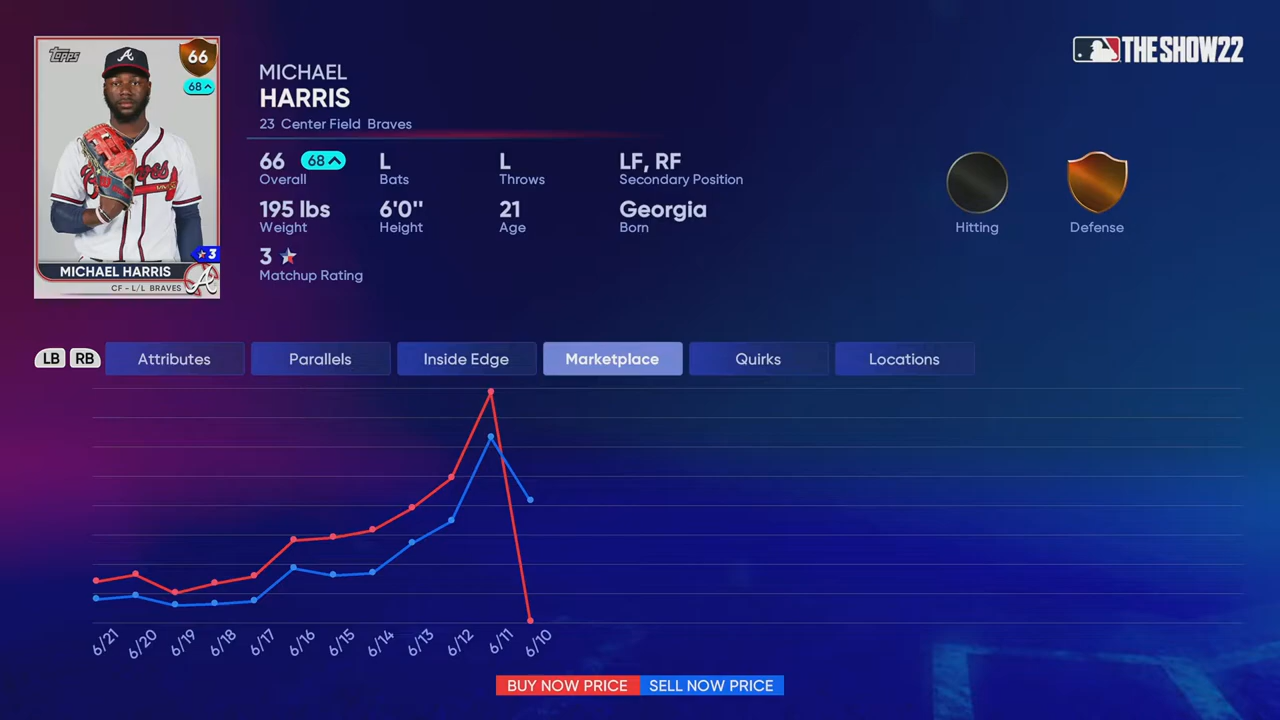 Topps
66
68
3
MICHAEL HARRIS
CF - L/L BRAVES
MLB THE SHOW 22
MICHAEL
HARRIS
23 Center Field Braves
66 68 L L LF, RF
Overall Bats Throws Secondary Position
195 lbs 6'0" 21 Georgia
Weight Height Age Born
3
Matchup Rating
Hitting Defense
LB RB Attributes Parallels Inside Edge Marketplace Quirks Locations
6/21 6/20 6/19 6/18 6/17 6/16 6/15 6/14 6/13 6/12 6/11 6/10
BUY NOW PRICE SELL NOW PRICE